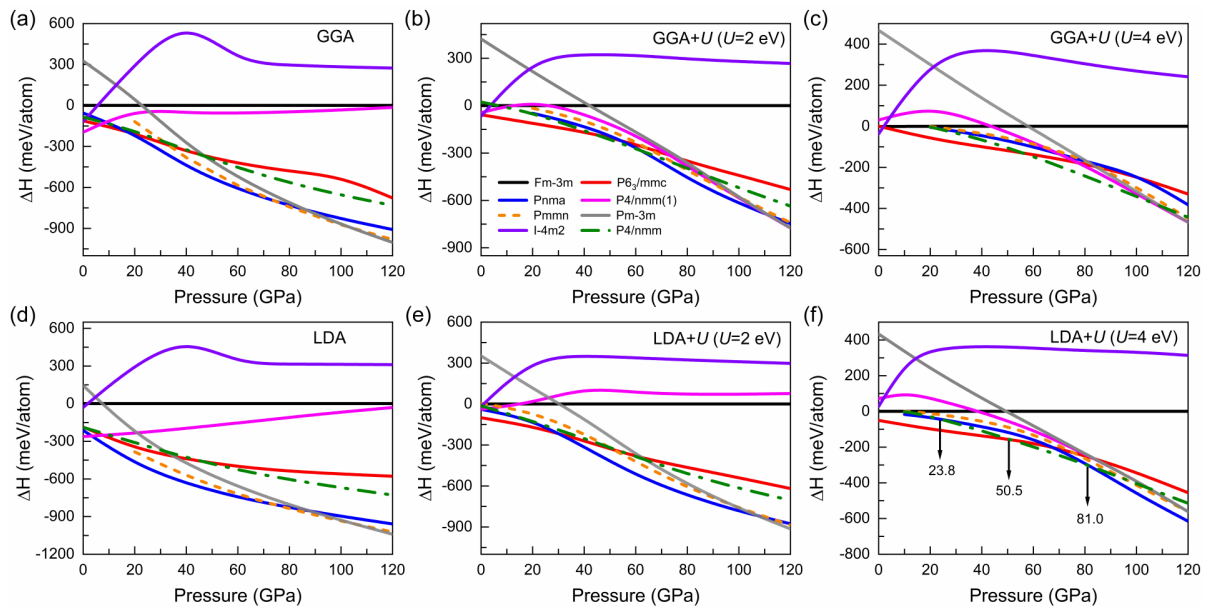 (a)
GGA
600
300
0
-300
-600
-900
ΔH (meV/atom)
0 20 40 60 80 100 120
Pressure (GPa)
(b)
GGA+U (U=2 eV)
300
0
-300
-600
-900
ΔH (meV/atom)
Fm-3m
Pnma
Pmmn
I-4m2
P6₃/mmc
P4/nmm(1)
Pm-3m
P4/nmm
0 20 40 60 80 100 120
Pressure (GPa)
(c)
GGA+U (U=4 eV)
400
200
0
-200
-400
-600
ΔH (meV/atom)
0 20 40 60 80 100 120
Pressure (GPa)
(d)
LDA
600
300
0
-300
-600
-900
-1200
ΔH (meV/atom)
0 20 40 60 80 100 120
Pressure (GPa)
(e)
LDA+U (U=2 eV)
600
300
0
-300
-600
-900
ΔH (meV/atom)
0 20 40 60 80 100 120
Pressure (GPa)
(f)
LDA+U (U=4 eV)
400
200
0
-200
-400
-600
-800
ΔH (meV/atom)
23.8
50.5
81.0
0 20 40 60 80 100 120
Pressure (GPa)